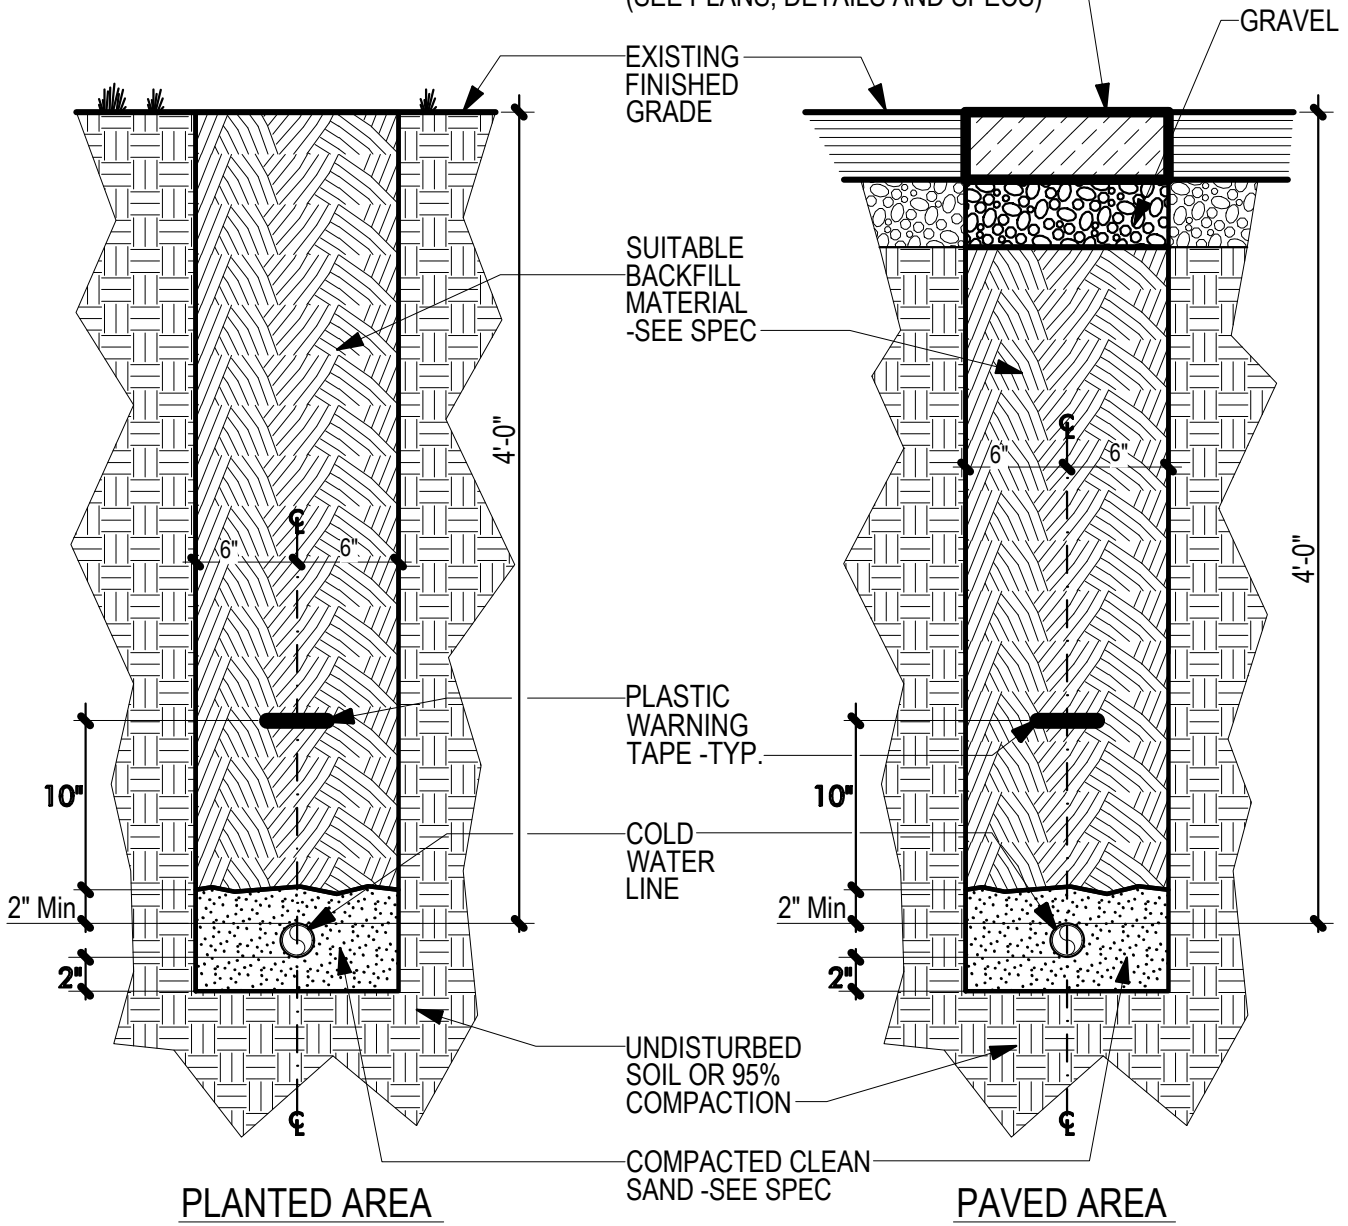 (SEE PLANS, DETAILS AND SPECS)
GRAVEL
EXISTING
FINISHED
GRADE
SUITABLE
BACKFILL
MATERIAL
-SEE SPEC
4'-0"
℄
6" 6"
℄
6" 6"
4'-0"
PLASTIC
WARNING
TAPE -TYP.
10"
10"
COLD
WATER
LINE
2" Min
2" Min
2"
2"
UNDISTURBED
SOIL OR 95%
COMPACTION
℄
℄
COMPACTED CLEAN
SAND -SEE SPEC
PLANTED AREA
PAVED AREA